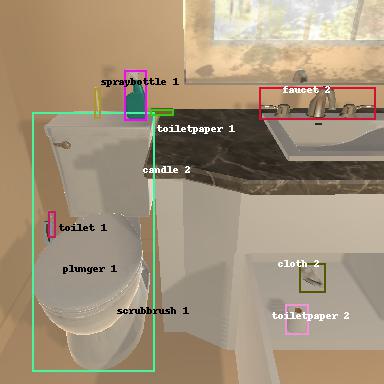 spraybottle 1
faucet 2
toiletpaper 1
candle 2
toilet 1
cloth 2
plunger 1
scrubbrush 1
toiletpaper 2